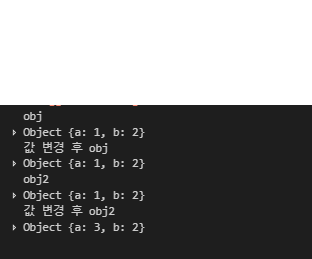 obj
Object {a: 1, b: 2}
값 변경 후 obj
Object {a: 1, b: 2}
obj2
Object {a: 1, b: 2}
값 변경 후 obj2
Object {a: 3, b: 2}